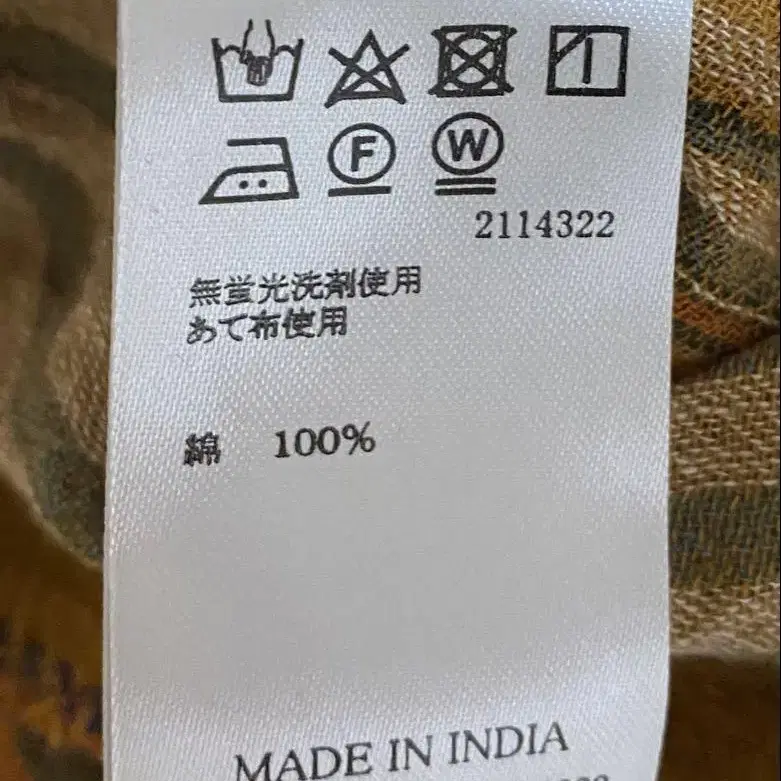 F W
2114322
無蛍光洗剤使用
あて布使用
綿 100%
MADE IN INDIA